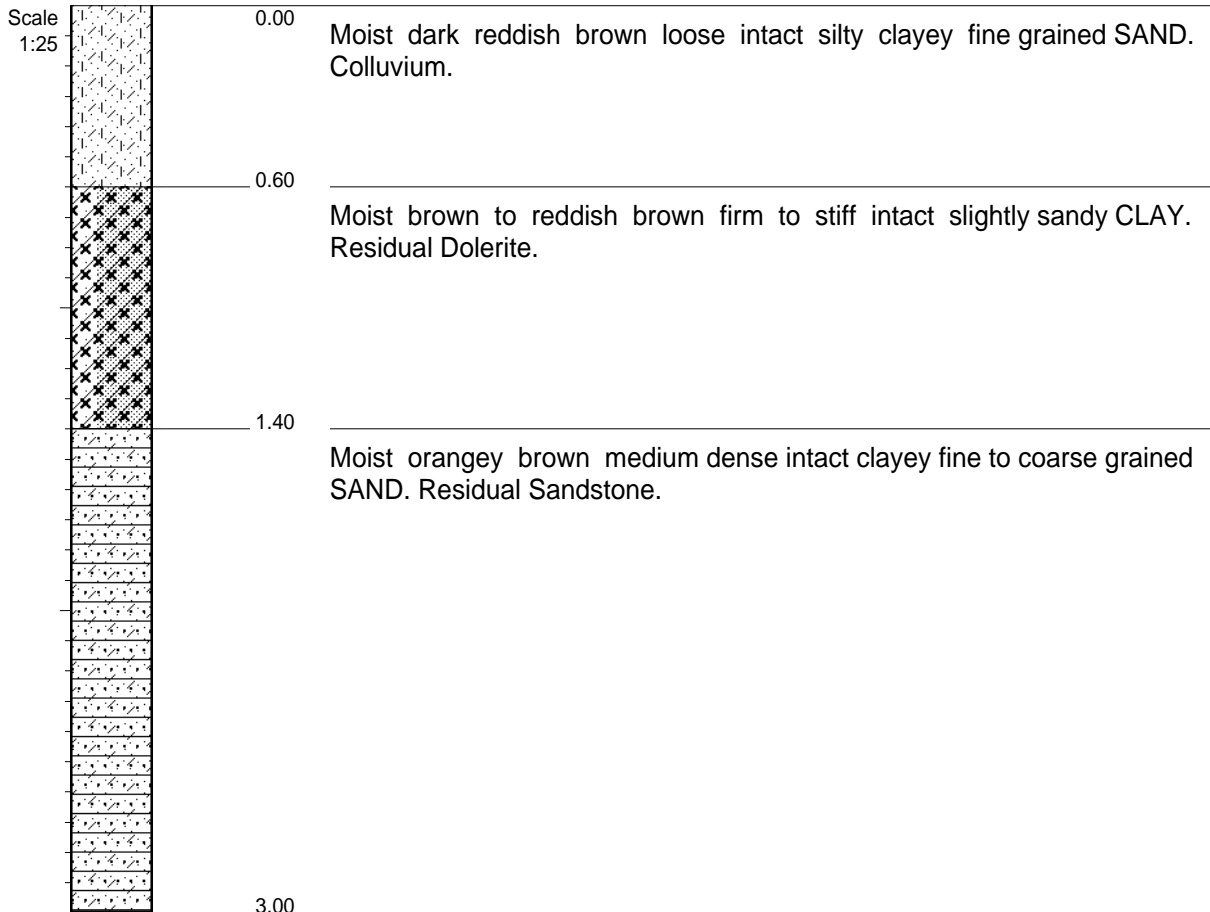 Scale
1:25
0.00
Moist dark reddish brown loose intact silty clayey fine grained SAND.
Colluvium.
0.60
Moist brown to reddish brown firm to stiff intact slightly sandy CLAY.
Residual Dolerite.
1.40
Moist orangey brown medium dense intact clayey fine to coarse grained
SAND. Residual Sandstone.
3.00